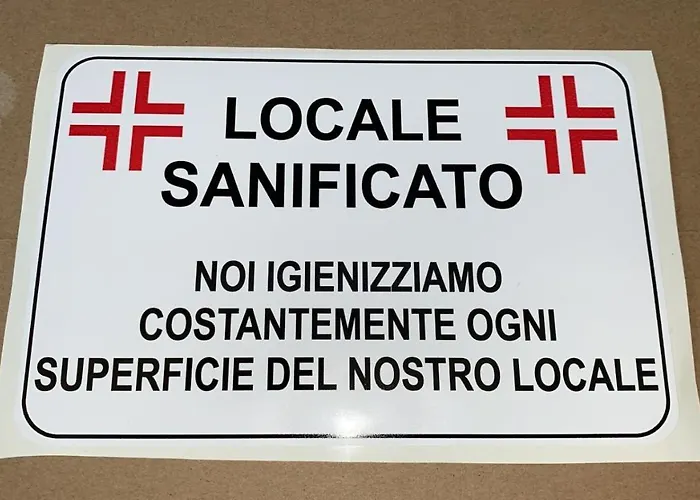 LOCALE
SANIFICATO
NOI IGIENIZZIAMO
COSTANTEMENTE OGNI
SUPERFICIE DEL NOSTRO LOCALE